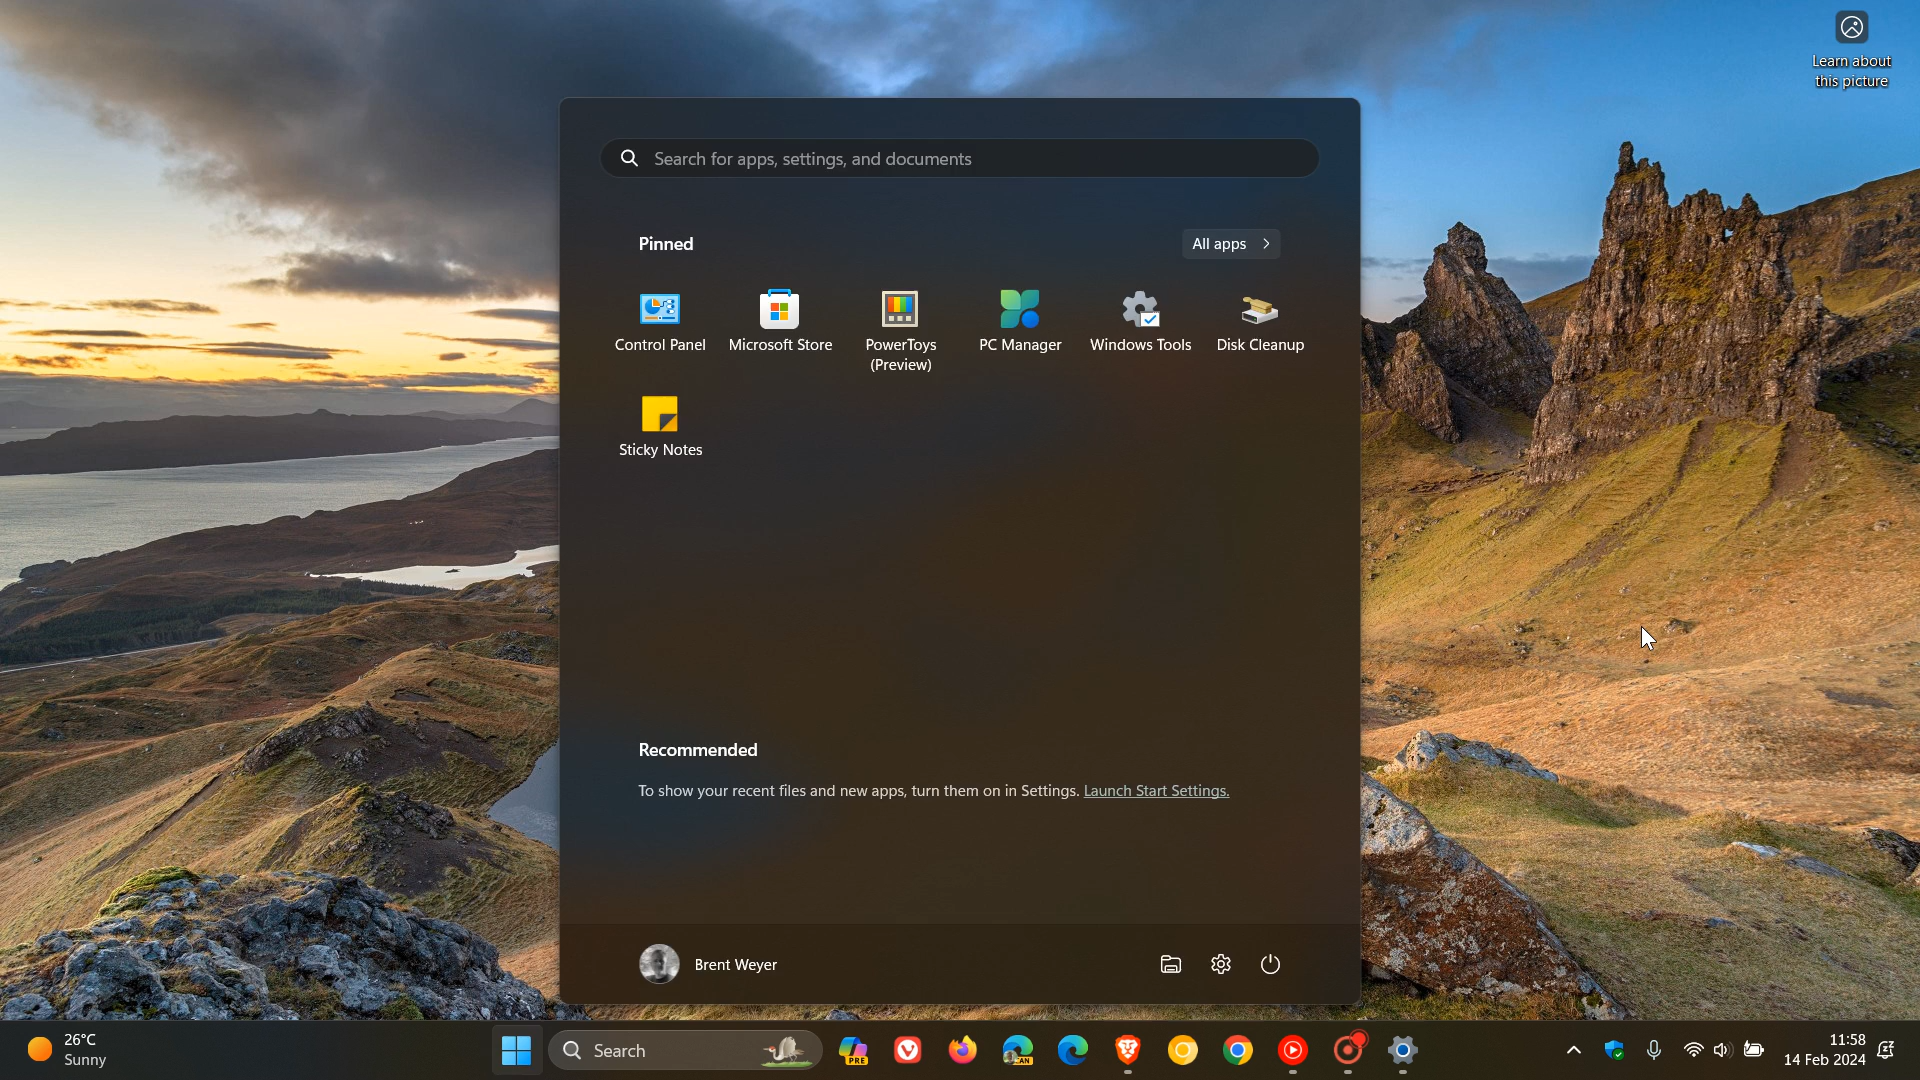 Learn about
this picture
Search for apps, settings, and documents
Pinned
All apps
Control Panel
Microsoft Store
PowerToys
(Preview)
PC Manager
Windows Tools
Disk Cleanup
Sticky Notes
Recommended
To show your recent files and new apps, turn them on in Settings. Launch Start Settings.
Brent Weyer
26°C
Sunny
Search
PRE
CAN
11:58
14 Feb 2024